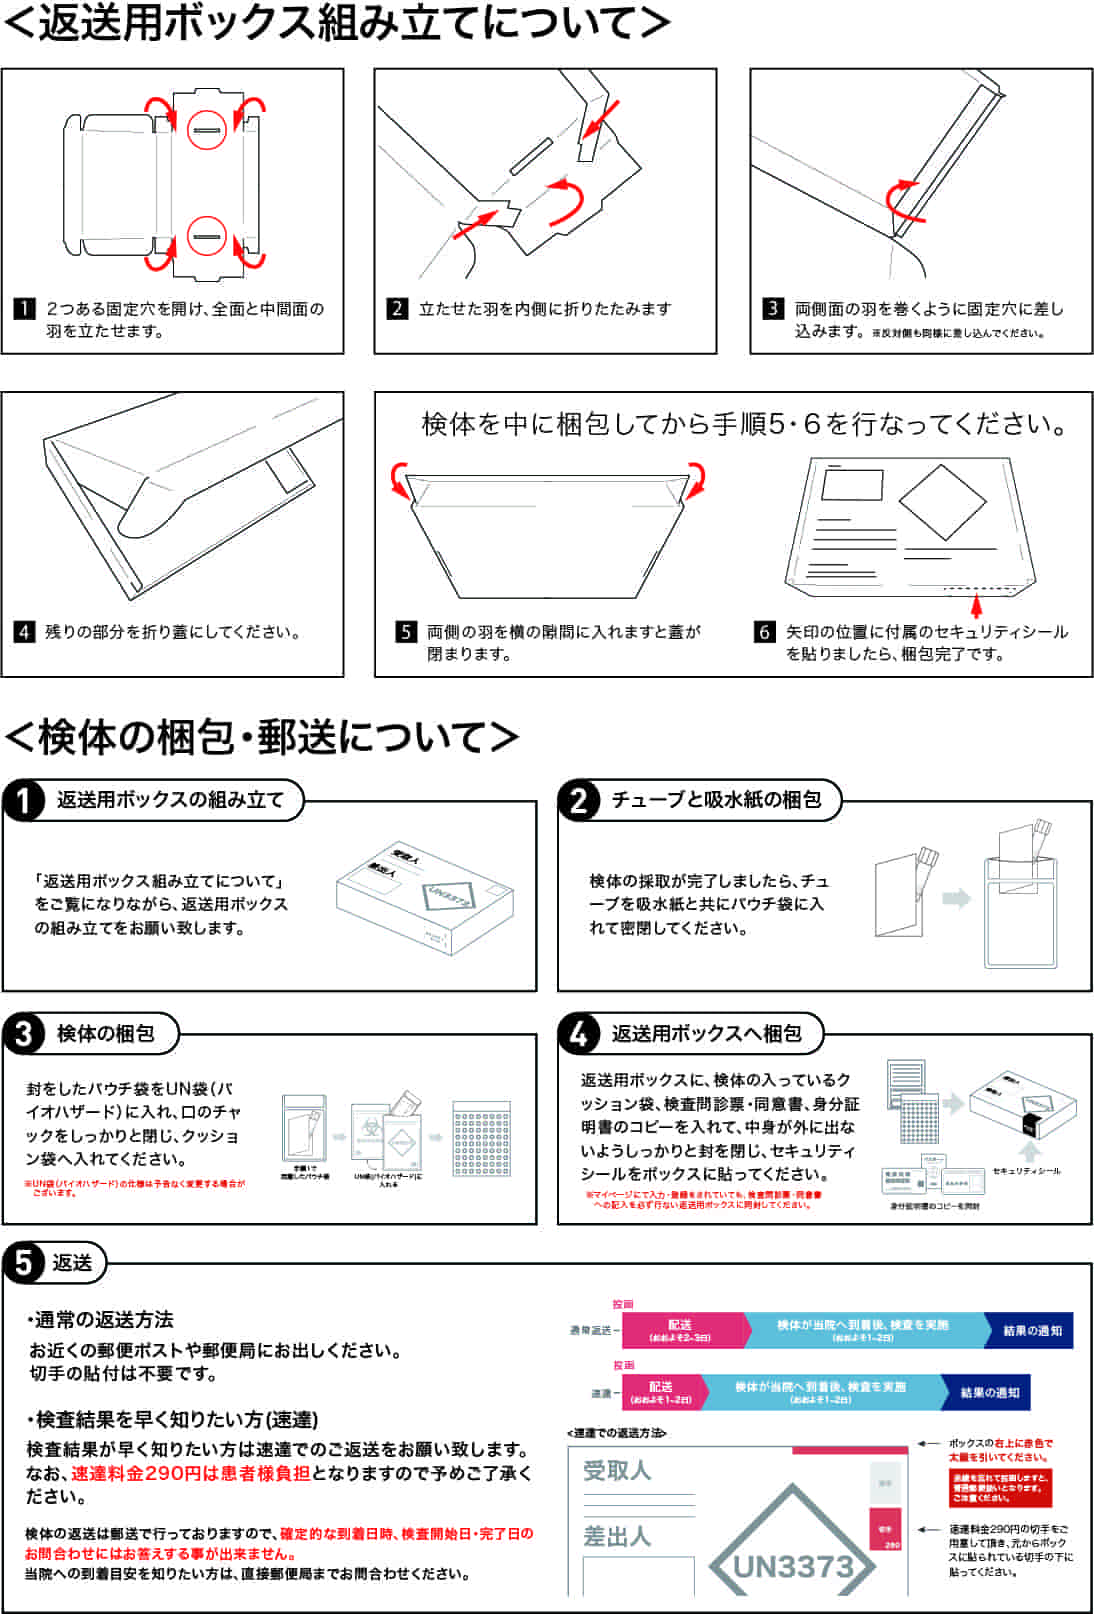 ＜返送用ボックス組み立てについて＞
1 2つある固定穴を開け、全面と中間面の
羽を立たせます。
2 立たせた羽を内側に折りたたみます
3 両側面の羽を巻くように固定穴に差し
込みます。 ※反対側も同様に差し込んでください。
4 残りの部分を折り蓋にしてください。
検体を中に梱包してから手順5・6を行なってください。
5 両側の羽を横の隙間に入れますと蓋が
閉まります。
6 矢印の位置に付属のセキュリティシール
を貼りましたら、梱包完了です。
＜検体の梱包・郵送について＞
1 返送用ボックスの組み立て
「返送用ボックス組み立てについて」
をご覧になりながら、返送用ボックス
の組み立てをお願い致します。
受取人
差出人
UN3373
2 チューブと吸水紙の梱包
検体の採取が完了しましたら、チュ
ーブを吸水紙と共にパウチ袋に入
れて密閉してください。
3 検体の梱包
封をしたパウチ袋をUN袋（バ
イオハザード）に入れ、口のチャ
ックをしっかりと閉じ、クッショ
ン袋へ入れてください。
※UN袋(バイオハザード)の仕様は予告なく変更する場合が
ございます。
手順1で
密閉したパウチ袋
UN袋(バイオハザード)に
入れる
4 返送用ボックスへ梱包
返送用ボックスに、検体の入っているク
ッション袋、検査問診票・同意書、身分証
明書のコピーを入れて、中身が外に出な
いようしっかりと封を閉じ、セキュリティ
シールをボックスに貼ってください。
※マイページにて入力・登録をされていても、検査問診票・同意書
への記入を必ず行ない返送用ボックスに同封してください。
受取人
差出人
セキュリティシール
身分証明書のコピーを同封
5 返送
・通常の返送方法
お近くの郵便ポストや郵便局にお出しください。
切手の貼付は不要です。
・検査結果を早く知りたい方(速達)
検査結果が早く知りたい方は速達でのご返送をお願い致します。
なお、速達料金290円は患者様負担となりますので予めご了承く
ださい。
検体の返送は郵送で行っておりますので、確定的な到着日時、検査開始日・完了日の
お問合わせにはお答えする事が出来ません。
当院への到着目安を知りたい方は、直接郵便局までお問合わせください。
投函
通常返送
配送
(おおよそ2~3日)
検体が当院へ到着後、検査を実施
(おおよそ1~2日)
結果の通知
投函
速達
配送
(おおよそ1~2日)
検体が当院へ到着後、検査を実施
(おおよそ1~2日)
結果の通知
<速達での返送方法>
受取人
差出人
UN3373
切手
290
ボックスの右上に赤色で
太線を引いてください。
赤線を忘れて投函しますと、
普通郵便扱いとなります。
ご注意ください。
速達料金290円の切手をご
用意して頂き、元からボック
スに貼られている切手の下に
貼ってください。